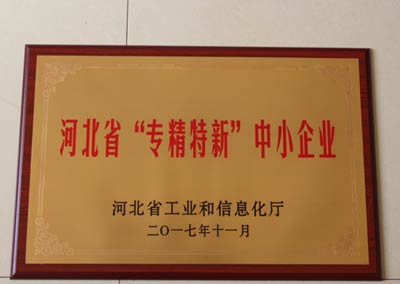 河北省“专精特新”中小企业
河北省工业和信息化厅
二〇一七年十一月